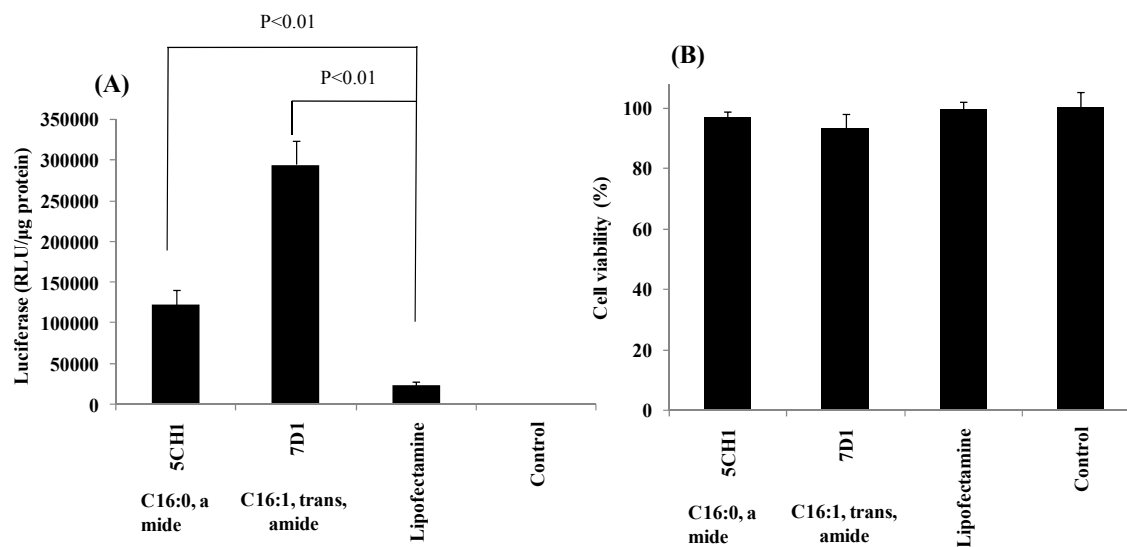 P<0.01
P<0.01
(A)
Luciferase (RLU/µg protein)
350000
300000
250000
200000
150000
100000
50000
0
5CH1
7D1
Lipofectamine
Control
C16:0, a
mide
C16:1, trans,
amide
(B)
Cell viability (%)
100
80
60
40
20
0
5CH1
7D1
Lipofectamine
Control
C16:0, a
mide
C16:1, trans,
amide